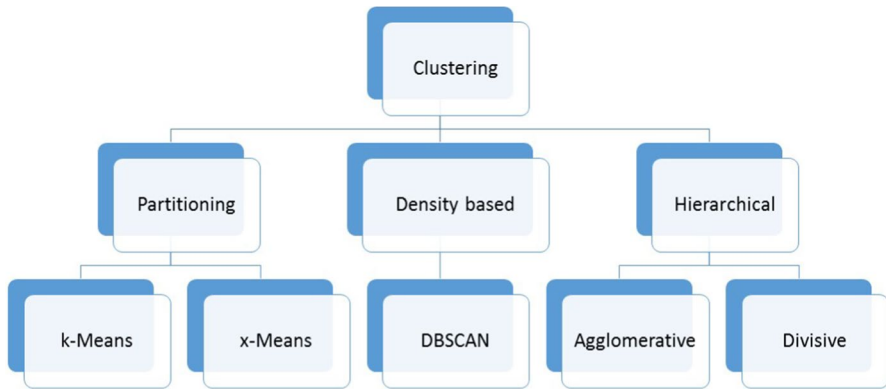 Clustering
Partitioning
Density based
Hierarchical
k-Means
x-Means
DBSCAN
Agglomerative
Divisive